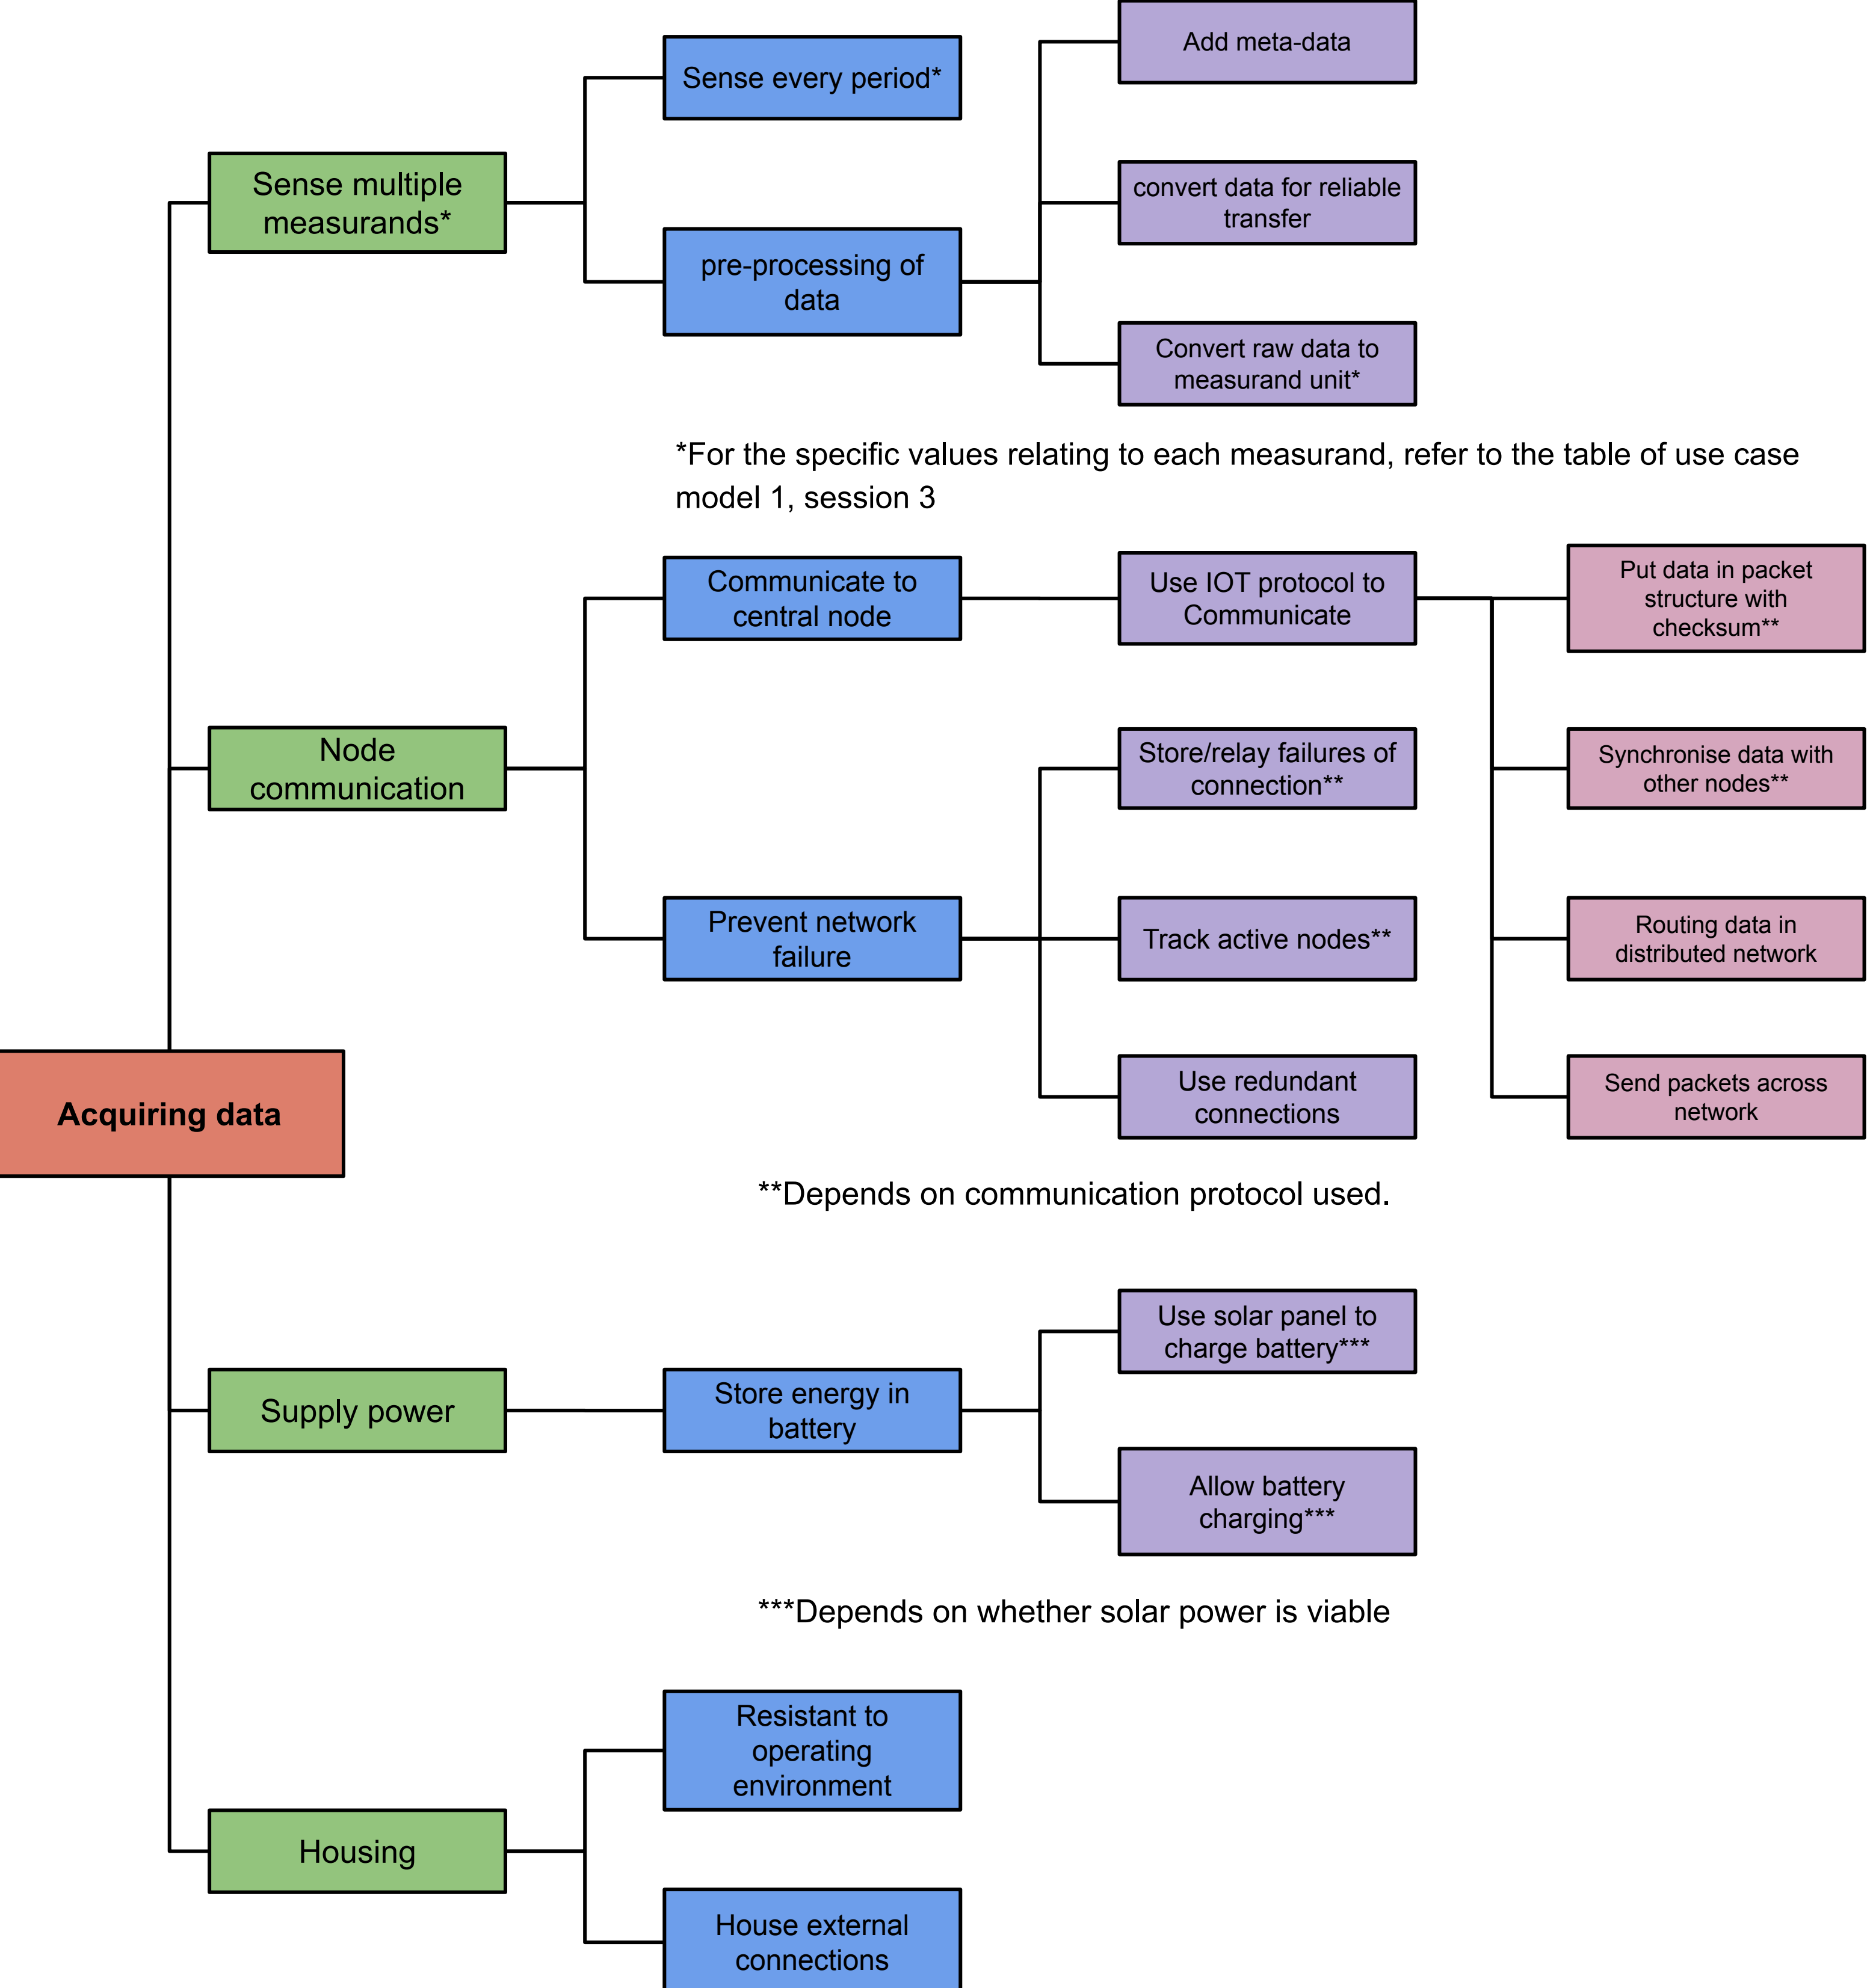 Add meta-data
Sense every period*
Sense multiple
measurands*
convert data for reliable
transfer
pre-processing of
data
Convert raw data to
measurand unit*
*For the specific values relating to each measurand, refer to the table of use case
model 1, session 3
Communicate to
central node
Use IOT protocol to
Communicate
Put data in packet
structure with
checksum**
Node
communication
Store/relay failures of
connection**
Synchronise data with
other nodes**
Prevent network
failure
Track active nodes**
Routing data in
distributed network
Use redundant
connections
Send packets across
network
Acquiring data
**Depends on communication protocol used.
Use solar panel to
charge battery***
Supply power
Store energy in
battery
Allow battery
charging***
***Depends on whether solar power is viable
Resistant to
operating
environment
Housing
House external
connections